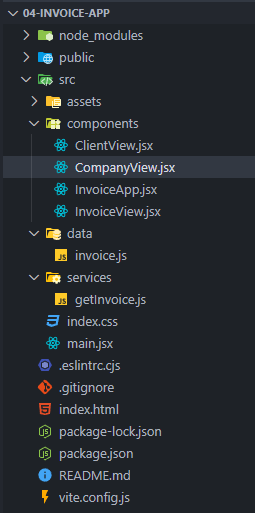 04-INVOICE-APP
node_modules
public
src
assets
components
ClientView.jsx
CompanyView.jsx
InvoiceApp.jsx
InvoiceView.jsx
data
JS invoice.js
services
JS getInvoice.js
index.css
main.jsx
.eslintrc.cjs
.gitignore
index.html
package-lock.json
package.json
README.md
vite.config.js